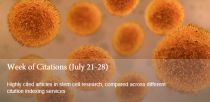 Week of Citations (July 21-28)
Highly cited articles in stem cell research, compared across different
citation indexing services